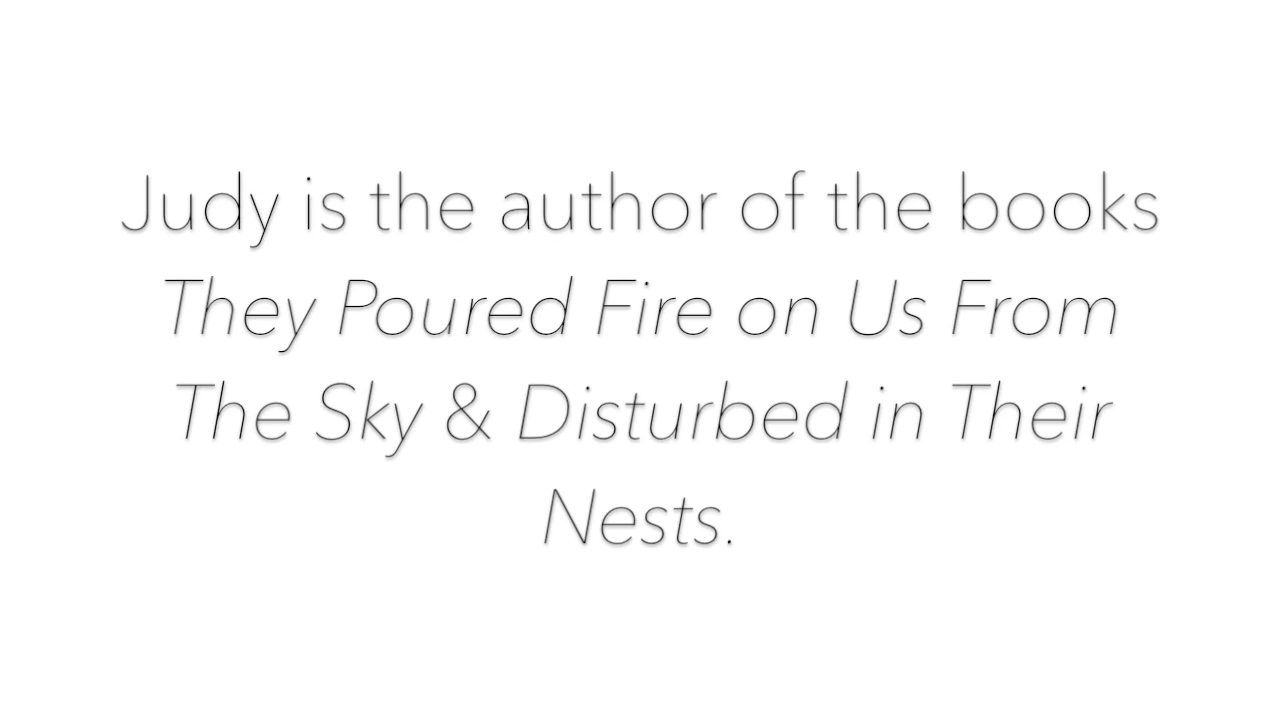 Judy is the author of the books
They Poured Fire on Us From
The Sky & Disturbed in Their
Nests.